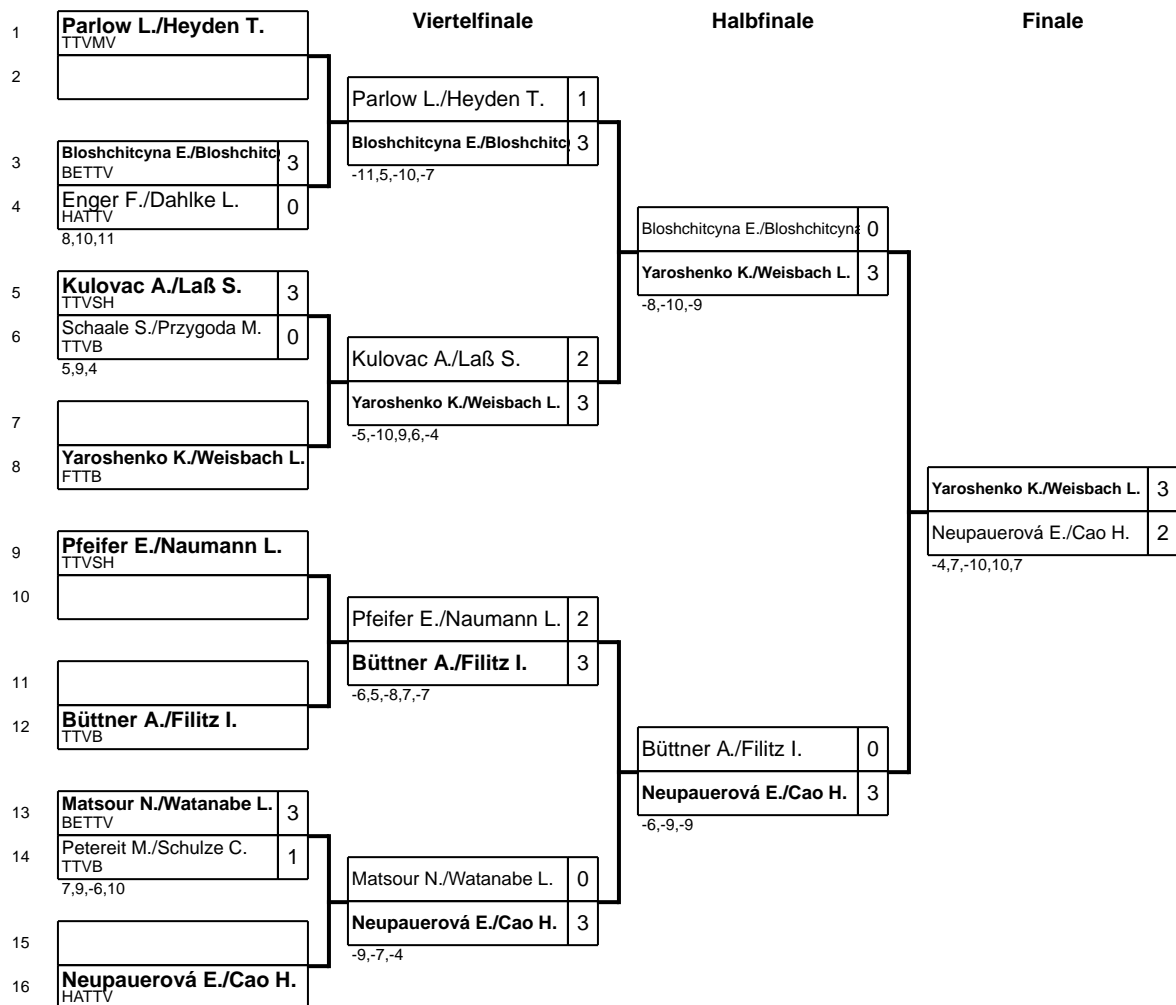 Viertelfinale
Halbfinale
Finale
1
Parlow L./Heyden T.
TTVMV
2
3
Bloshchitcyna E./Bloshchitc
3
BETTV
4
Enger F./Dahlke L.
0
HATTV
8,10,11
5
Kulovac A./Laß S.
3
TTVSH
6
Schaale S./Przygoda M.
0
TTVB
5,9,4
7
8
Yaroshenko K./Weisbach L.
FTTB
9
Pfeifer E./Naumann L.
TTVSH
10
11
12
Büttner A./Filitz I.
TTVB
13
Matsour N./Watanabe L.
3
BETTV
14
Petereit M./Schulze C.
1
TTVB
7,9,-6,10
15
16
Neupauerová E./Cao H.
HATTV
Parlow L./Heyden T.
1
Bloshchitcyna E./Bloshchitc
3
-11,5,-10,-7
Kulovac A./Laß S.
2
Yaroshenko K./Weisbach L.
3
-5,-10,9,6,-4
Pfeifer E./Naumann L.
2
Büttner A./Filitz I.
3
-6,5,-8,7,-7
Matsour N./Watanabe L.
0
Neupauerová E./Cao H.
3
-9,-7,-4
Bloshchitcyna E./Bloshchitcyna
0
Yaroshenko K./Weisbach L.
3
-8,-10,-9
Büttner A./Filitz I.
0
Neupauerová E./Cao H.
3
-6,-9,-9
Yaroshenko K./Weisbach L.
3
Neupauerová E./Cao H.
2
-4,7,-10,10,7